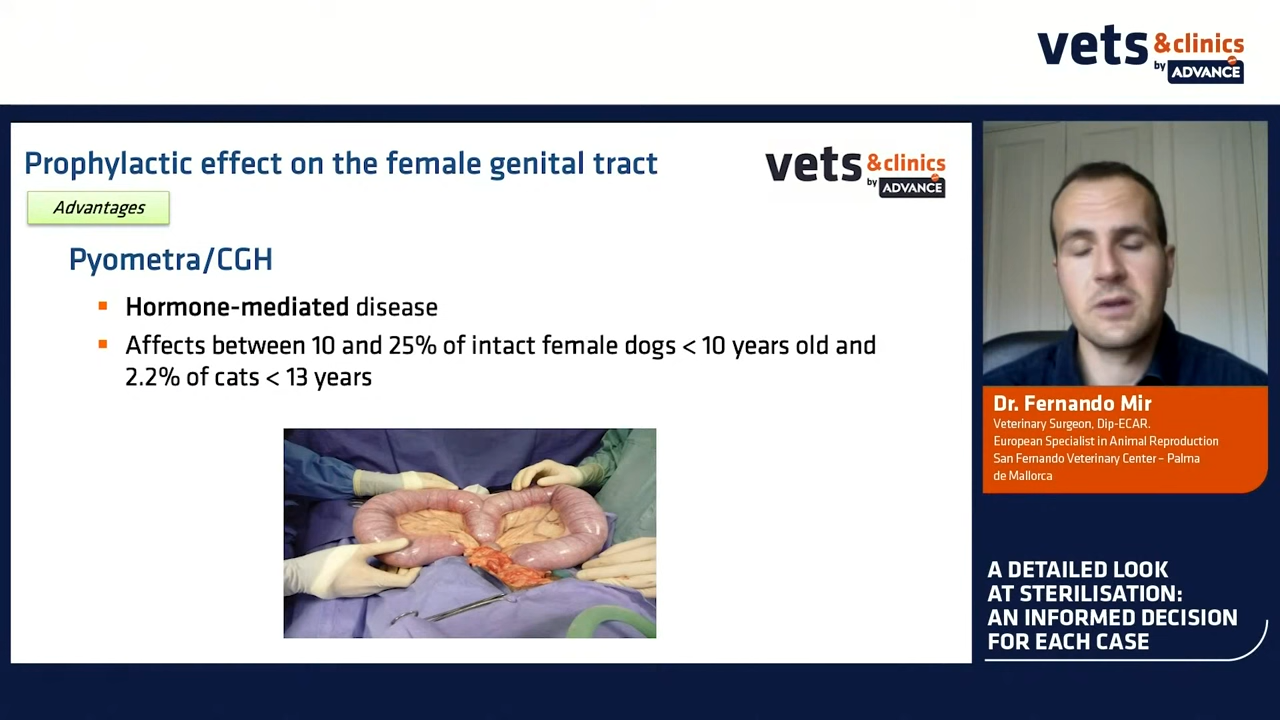 vets &clinics
by ADVANCE
Prophylactic effect on the female genital tract
vets &clinics
by ADVANCE
Advantages
Pyometra/CGH
Hormone-mediated disease
Affects between 10 and 25% of intact female dogs < 10 years old and
2.2% of cats < 13 years
Dr. Fernando Mir
Veterinary Surgeon, Dip-ECAR.
European Specialist in Animal Reproduction
San Fernando Veterinary Center – Palma
de Mallorca
A DETAILED LOOK
AT STERILISATION:
AN INFORMED DECISION
FOR EACH CASE